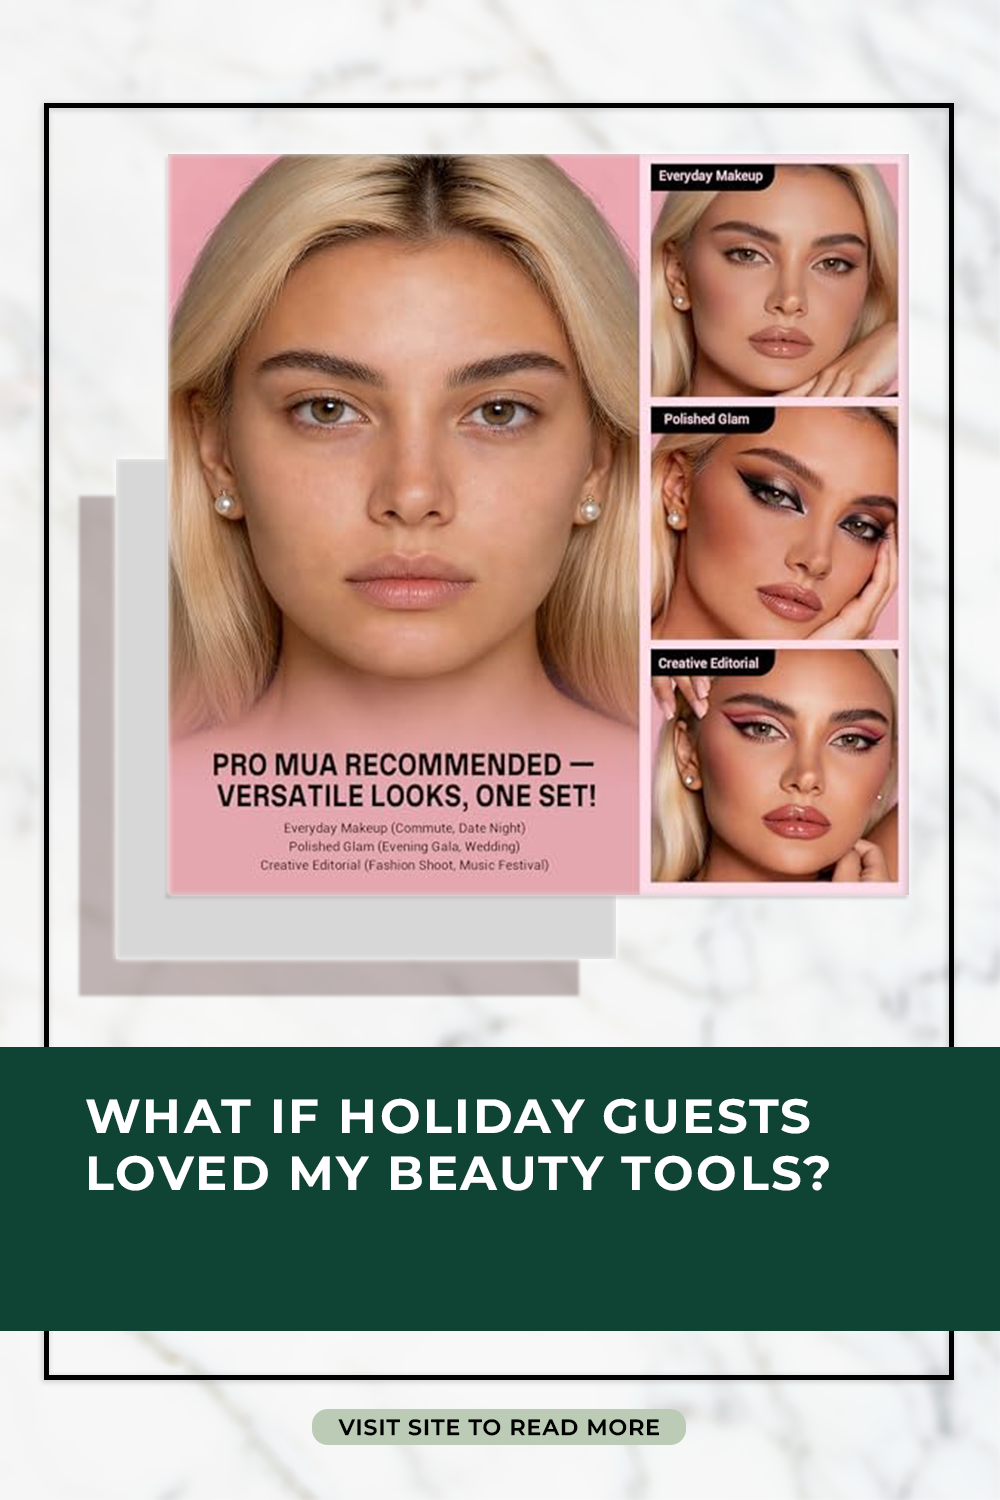 Everyday Makeup
Polished Glam
Creative Editorial
PRO MUA RECOMMENDED —
VERSATILE LOOKS, ONE SET!
Everyday Makeup (Commute, Date Night)
Polished Glam (Evening Gala, Wedding)
Creative Editorial (Fashion Shoot, Music Festival)
WHAT IF HOLIDAY GUESTS
LOVED MY BEAUTY TOOLS?
VISIT SITE TO READ MORE